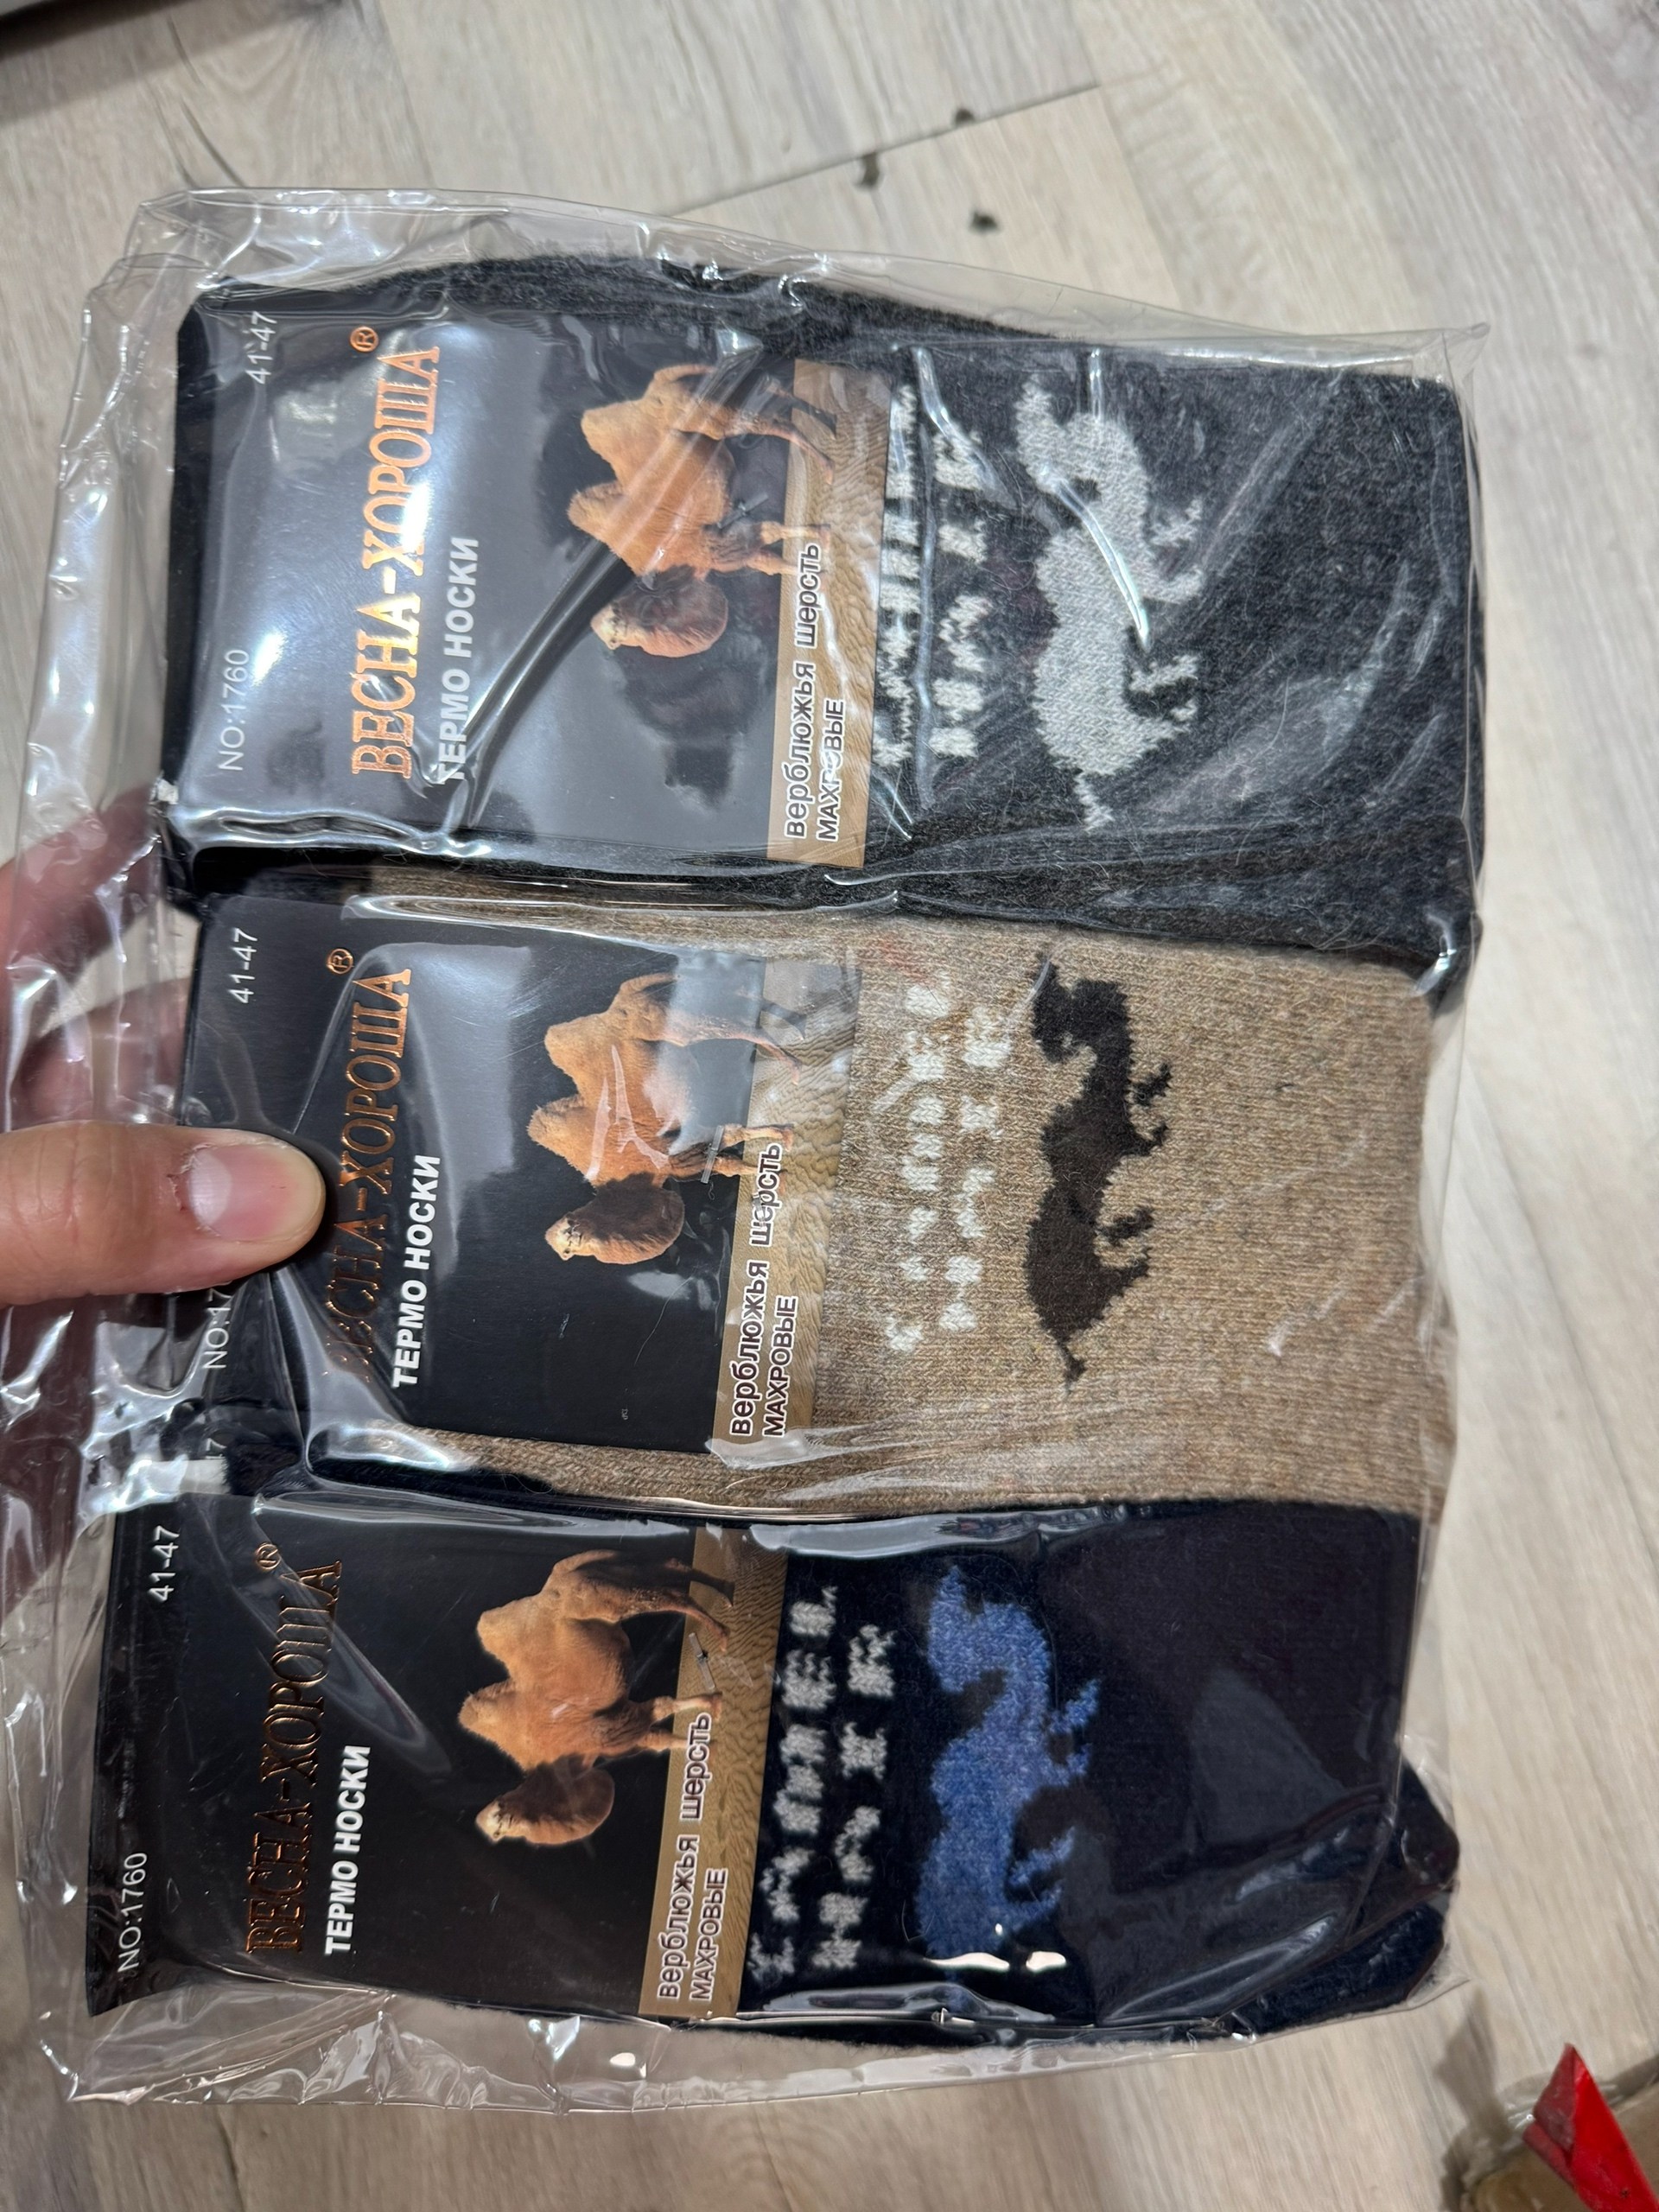 NO:1760 41-47
ВЕСНА-ХОРОША®
ТЕРМО НОСКИ
верблюжья шерсть
МАХРОВЫЕ
41-47
ВЕСНА-ХОРОША®
ТЕРМО НОСКИ
верблюжья шерсть
МАХРОВЫЕ
NO:1760 41-47
ВЕСНА-ХОРОША®
ТЕРМО НОСКИ
верблюжья шерсть
МАХРОВЫЕ